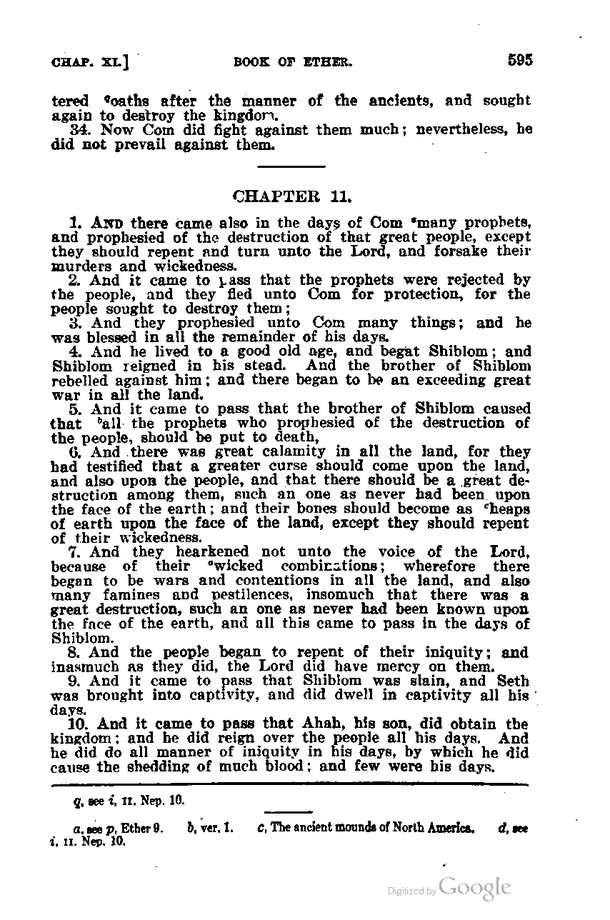 CHAP. XI.] BOOK OF ETHER. 595
tered qoaths after the manner of the ancients, and sought
again to destroy the kingdom.
34. Now Com did fight against them much; nevertheless, he
did not prevail against them.
CHAPTER 11.
1. AND there came also in the days of Com amany prophets,
and prophesied of the destruction of that great people, except
they should repent and turn unto the Lord, and forsake their
murders and wickedness.
2. And it came to pass that the prophets were rejected by
the people, and they fled unto Com for protection, for the
people sought to destroy them;
3. And they prophesied unto Com many things; and he
was blessed in all the remainder of his days.
4. And he lived to a good old age, and begat Shiblom; and
Shiblom reigned in his stead. And the brother of Shiblom
rebelled against him; and there began to be an exceeding great
war in all the land.
5. And it came to pass that the brother of Shiblom caused
that ball the prophets who prophesied of the destruction of
the people, should be put to death,
6. And there was great calamity in all the land, for they
had testified that a greater curse should come upon the land,
and also upon the people, and that there should be a great de-
struction among them, such an one as never had been upon
the face of the earth; and their bones should become as cheaps
of earth upon the face of the land, except they should repent
of their wickedness.
7. And they hearkened not unto the voice of the Lord,
because of their dwicked combinations; wherefore there
began to be wars and contentions in all the land, and also
many famines and pestilences, insomuch that there was a
great destruction, such an one as never had been known upon
the face of the earth, and all this came to pass in the days of
Shiblom.
8. And the people began to repent of their iniquity; and
inasmuch as they did, the Lord did have mercy on them.
9. And it came to pass that Shiblom was slain, and Seth
was brought into captivity, and did dwell in captivity all his
days.
10. And it came to pass that Ahah, his son, did obtain the
kingdom; and he did reign over the people all his days. And
he did do all manner of iniquity in his days, by which he did
cause the shedding of much blood; and few were his days.
q, see i, II. Nep. 10.
a, see p, Ether 9. b, ver. 1. c, The ancient mounds of North America. d, see
i, II. Nep. 10.
Digitized by Google